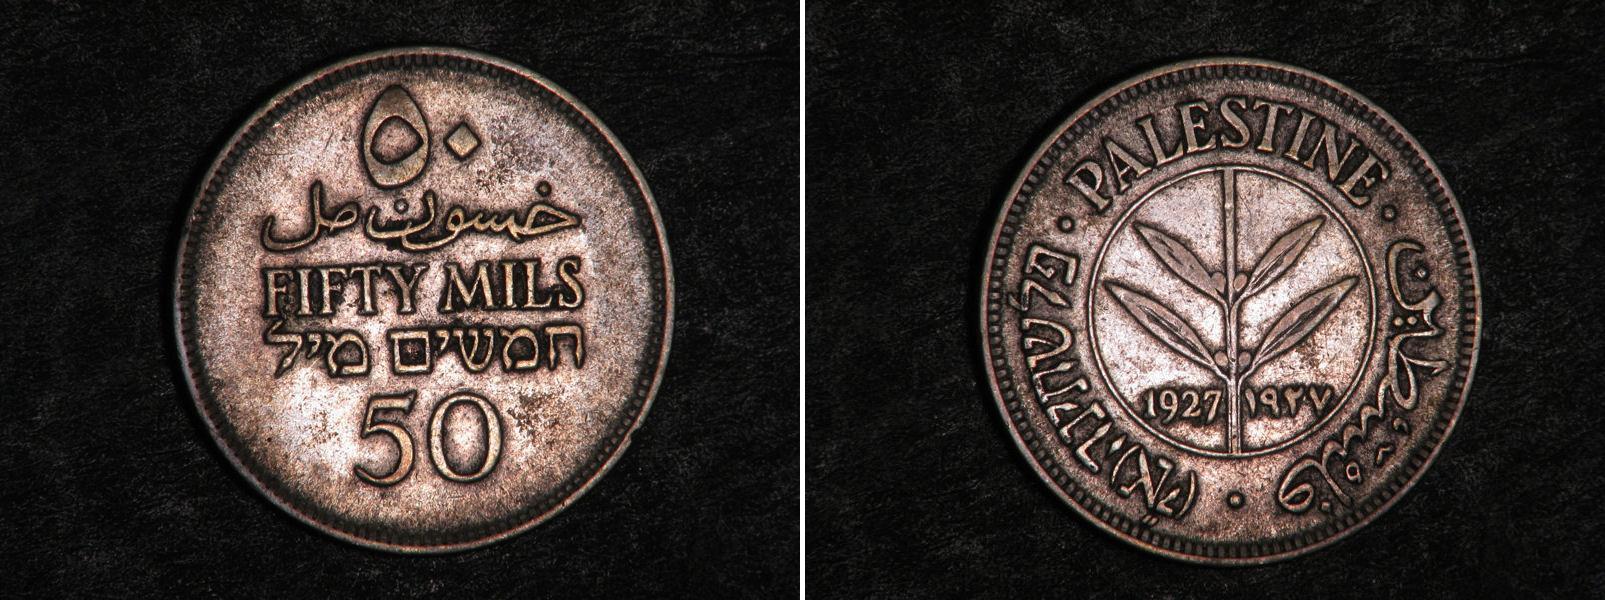 ٥٠
خمسون مل
FIFTY MILS
חמשים מיל
50
PALESTINE
فلسطين
פלשתינה (א״י)
1927 ١٩٢٧